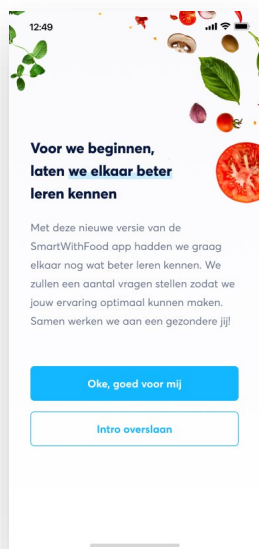 12:49
Voor we beginnen,
laten we elkaar beter
leren kennen
Met deze nieuwe versie van de
SmartWithFood app hadden we graag
elkaar nog wat beter leren kennen. We
zullen een aantal vragen stellen zodat we
jouw ervaring optimaal kunnen maken.
Samen werken we aan een gezondere jij!
Oke, goed voor mij
Intro overslaan